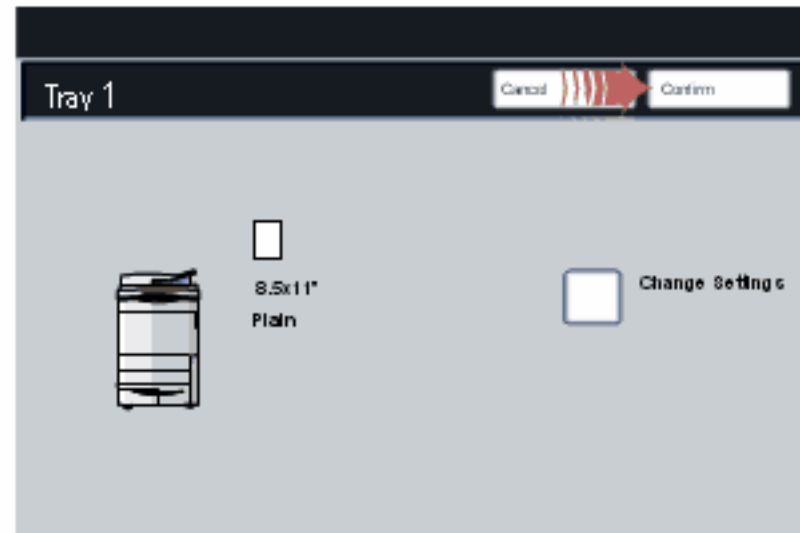 Tray 1
Cancel
Confirm
8.5x11"
Plain
Change Settings